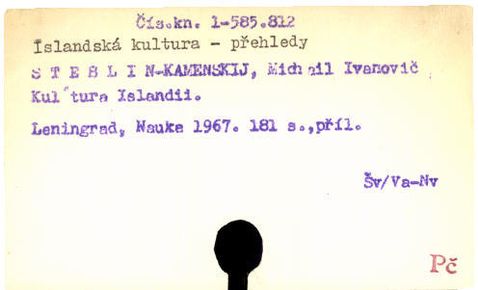 Čís.kn. 1-585.812
Íslandská kultura - přehledy
S T E B L I N-KAMENSKIJ, Michail Ivanovič
Kul´tura Islandii.
Leningrad, Nauka 1967. 181 s.,příl.
Šv/Va-Nv
Pč